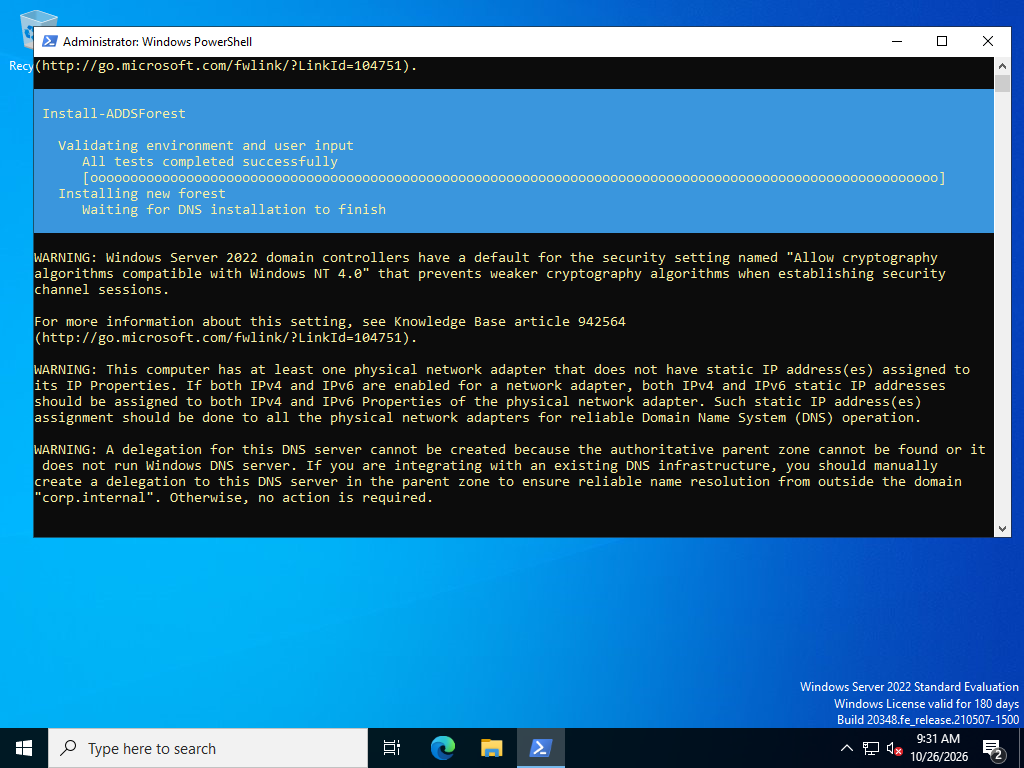 Administrator: Windows PowerShell
Recy
(http://go.microsoft.com/fwlink/?LinkId=104751).
Install-ADDSForest
Validating environment and user input
All tests completed successfully
[oooooooooooooooooooooooooooooooooooooooooooooooooooooooooooooooooooooooooooooooooooooooooooooooooooooooooo]
Installing new forest
Waiting for DNS installation to finish
WARNING: Windows Server 2022 domain controllers have a default for the security setting named "Allow cryptography
algorithms compatible with Windows NT 4.0" that prevents weaker cryptography algorithms when establishing security
channel sessions.
For more information about this setting, see Knowledge Base article 942564
(http://go.microsoft.com/fwlink/?LinkId=104751).
WARNING: This computer has at least one physical network adapter that does not have static IP address(es) assigned to
its IP Properties. If both IPv4 and IPv6 are enabled for a network adapter, both IPv4 and IPv6 static IP addresses
should be assigned to both IPv4 and IPv6 Properties of the physical network adapter. Such static IP address(es)
assignment should be done to all the physical network adapters for reliable Domain Name System (DNS) operation.
WARNING: A delegation for this DNS server cannot be created because the authoritative parent zone cannot be found or it
does not run Windows DNS server. If you are integrating with an existing DNS infrastructure, you should manually
create a delegation to this DNS server in the parent zone to ensure reliable name resolution from outside the domain
"corp.internal". Otherwise, no action is required.
Windows Server 2022 Standard Evaluation
Windows License valid for 180 days
Build 20348.fe_release.210507-1500
Type here to search
9:31 AM
10/26/2026
2